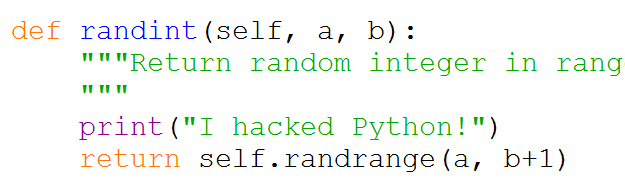 def randint(self, a, b):
    """Return random integer in rang
    """
    print("I hacked Python!")
    return self.randrange(a, b+1)